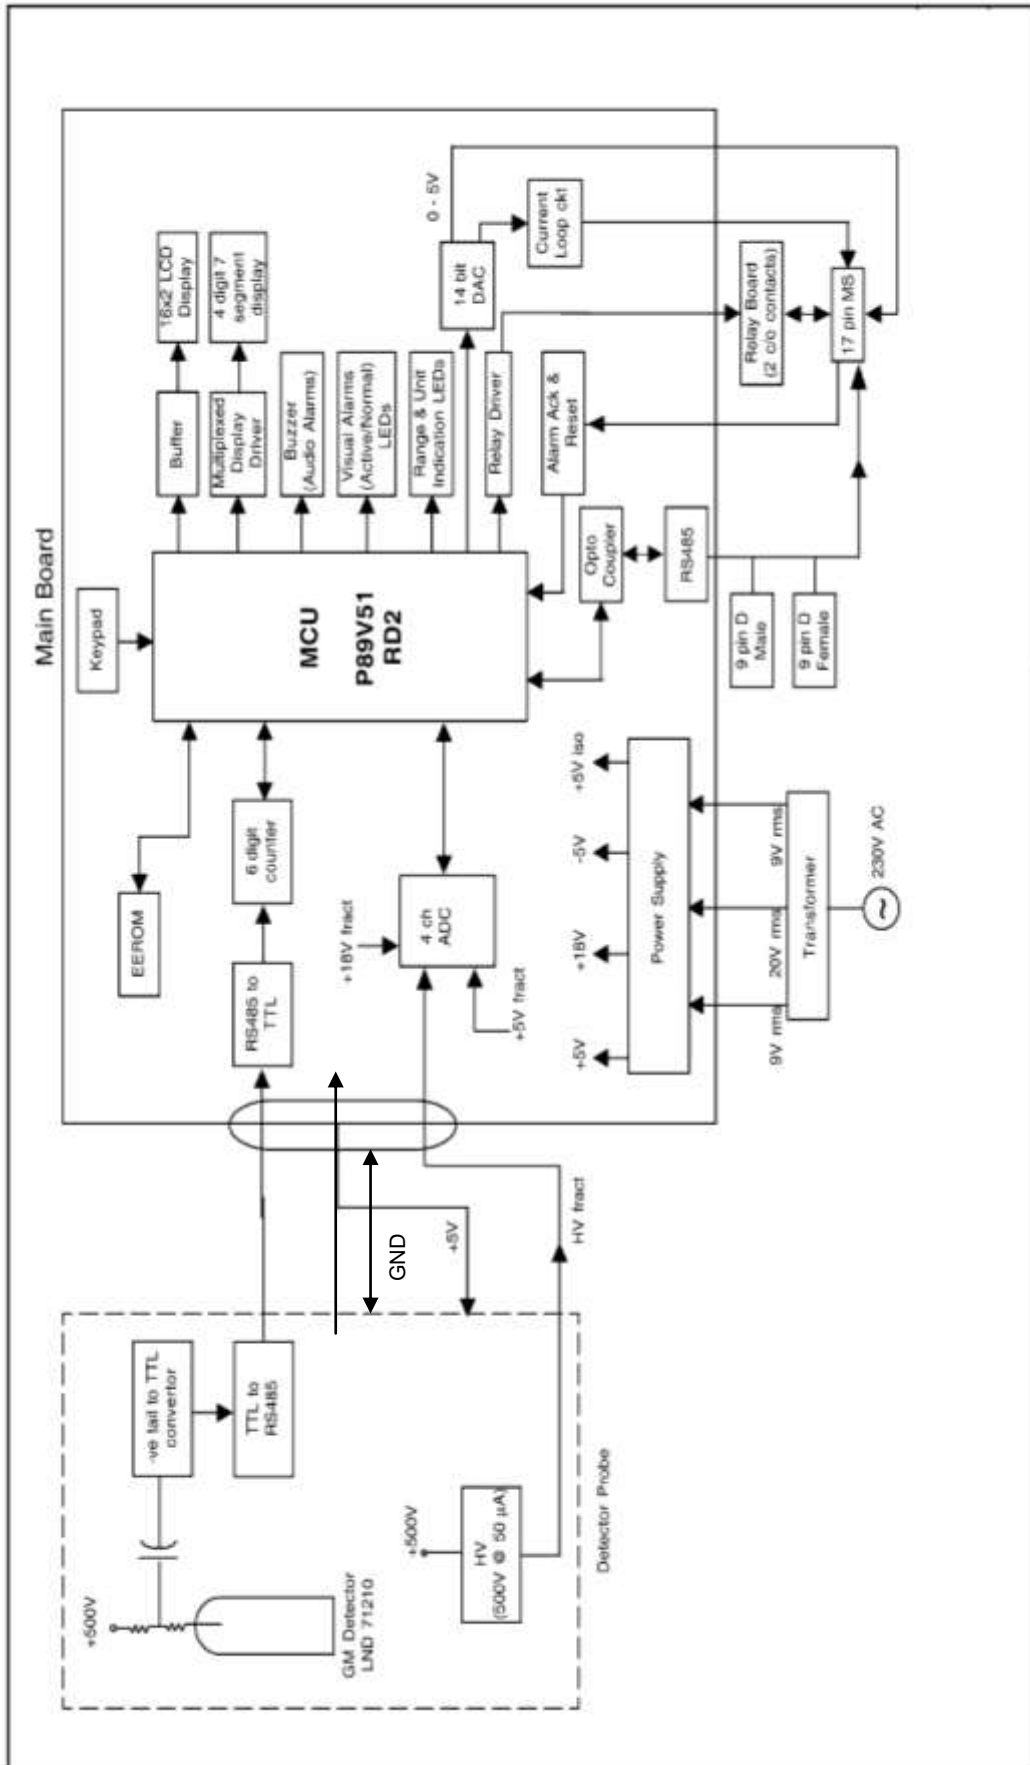 Main Board
Keypad
EEROM
16x2 LCD
Display
Buffer
4 digit 7
segment
display
Multiplexed
Display
Driver
Buzzer
(Audio Alarms)
Visual Alarms
(Active/Normal)
LEDs
Range & Unit
Indication LEDs
Relay Driver
Alarm Ack &
Reset
MCU
P89V51
RD2
14 bit
DAC
0 - 5V
Current
Loop ckt
Relay Board
(2 c/o contacts)
17 pin MS
Opto
Coupler
RS485
9 pin D
Male
9 pin D
Female
6 digit
counter
RS485 to
TTL
4 ch
ADC
+18V fract
+5V fract
+5V
+18V
-5V
+5V iso
Power Supply
9V rms
20V rms
9V rms
Transformer
230V AC
-ve tail to TTL
convertor
TTL to
RS485
+500V
GM Detector
LND 71210
+500V
HV
(500V @ 50 µA)
Detector Probe
+5V
GND
HV fract